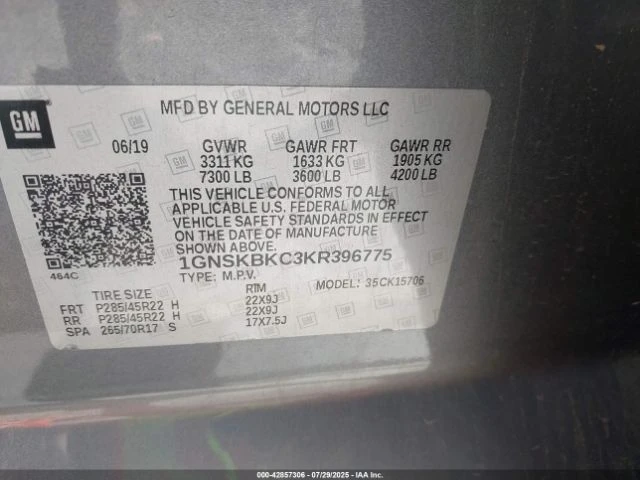 GM
MFD BY GENERAL MOTORS LLC
06/19 GVWR GAWR FRT GAWR RR
3311 KG 1633 KG 1905 KG
7300 LB 3600 LB 4200 LB
THIS VEHICLE CONFORMS TO ALL
APPLICABLE U.S. FEDERAL MOTOR
VEHICLE SAFETY STANDARDS IN EFFECT
ON THE DATE OF MANUFACTURE
SHOWN ABOVE.
464C
1GNSKBKC3KR396775
TYPE: M.P.V. MODEL: 35CK15706
TIRE SIZE RIM
FRT P285/45R22 H 22X9J
RR P285/45R22 H 22X9J
SPA 265/70R17 S 17X7.5J
000-42857306 - 07/29/2025 - IAAI.COM